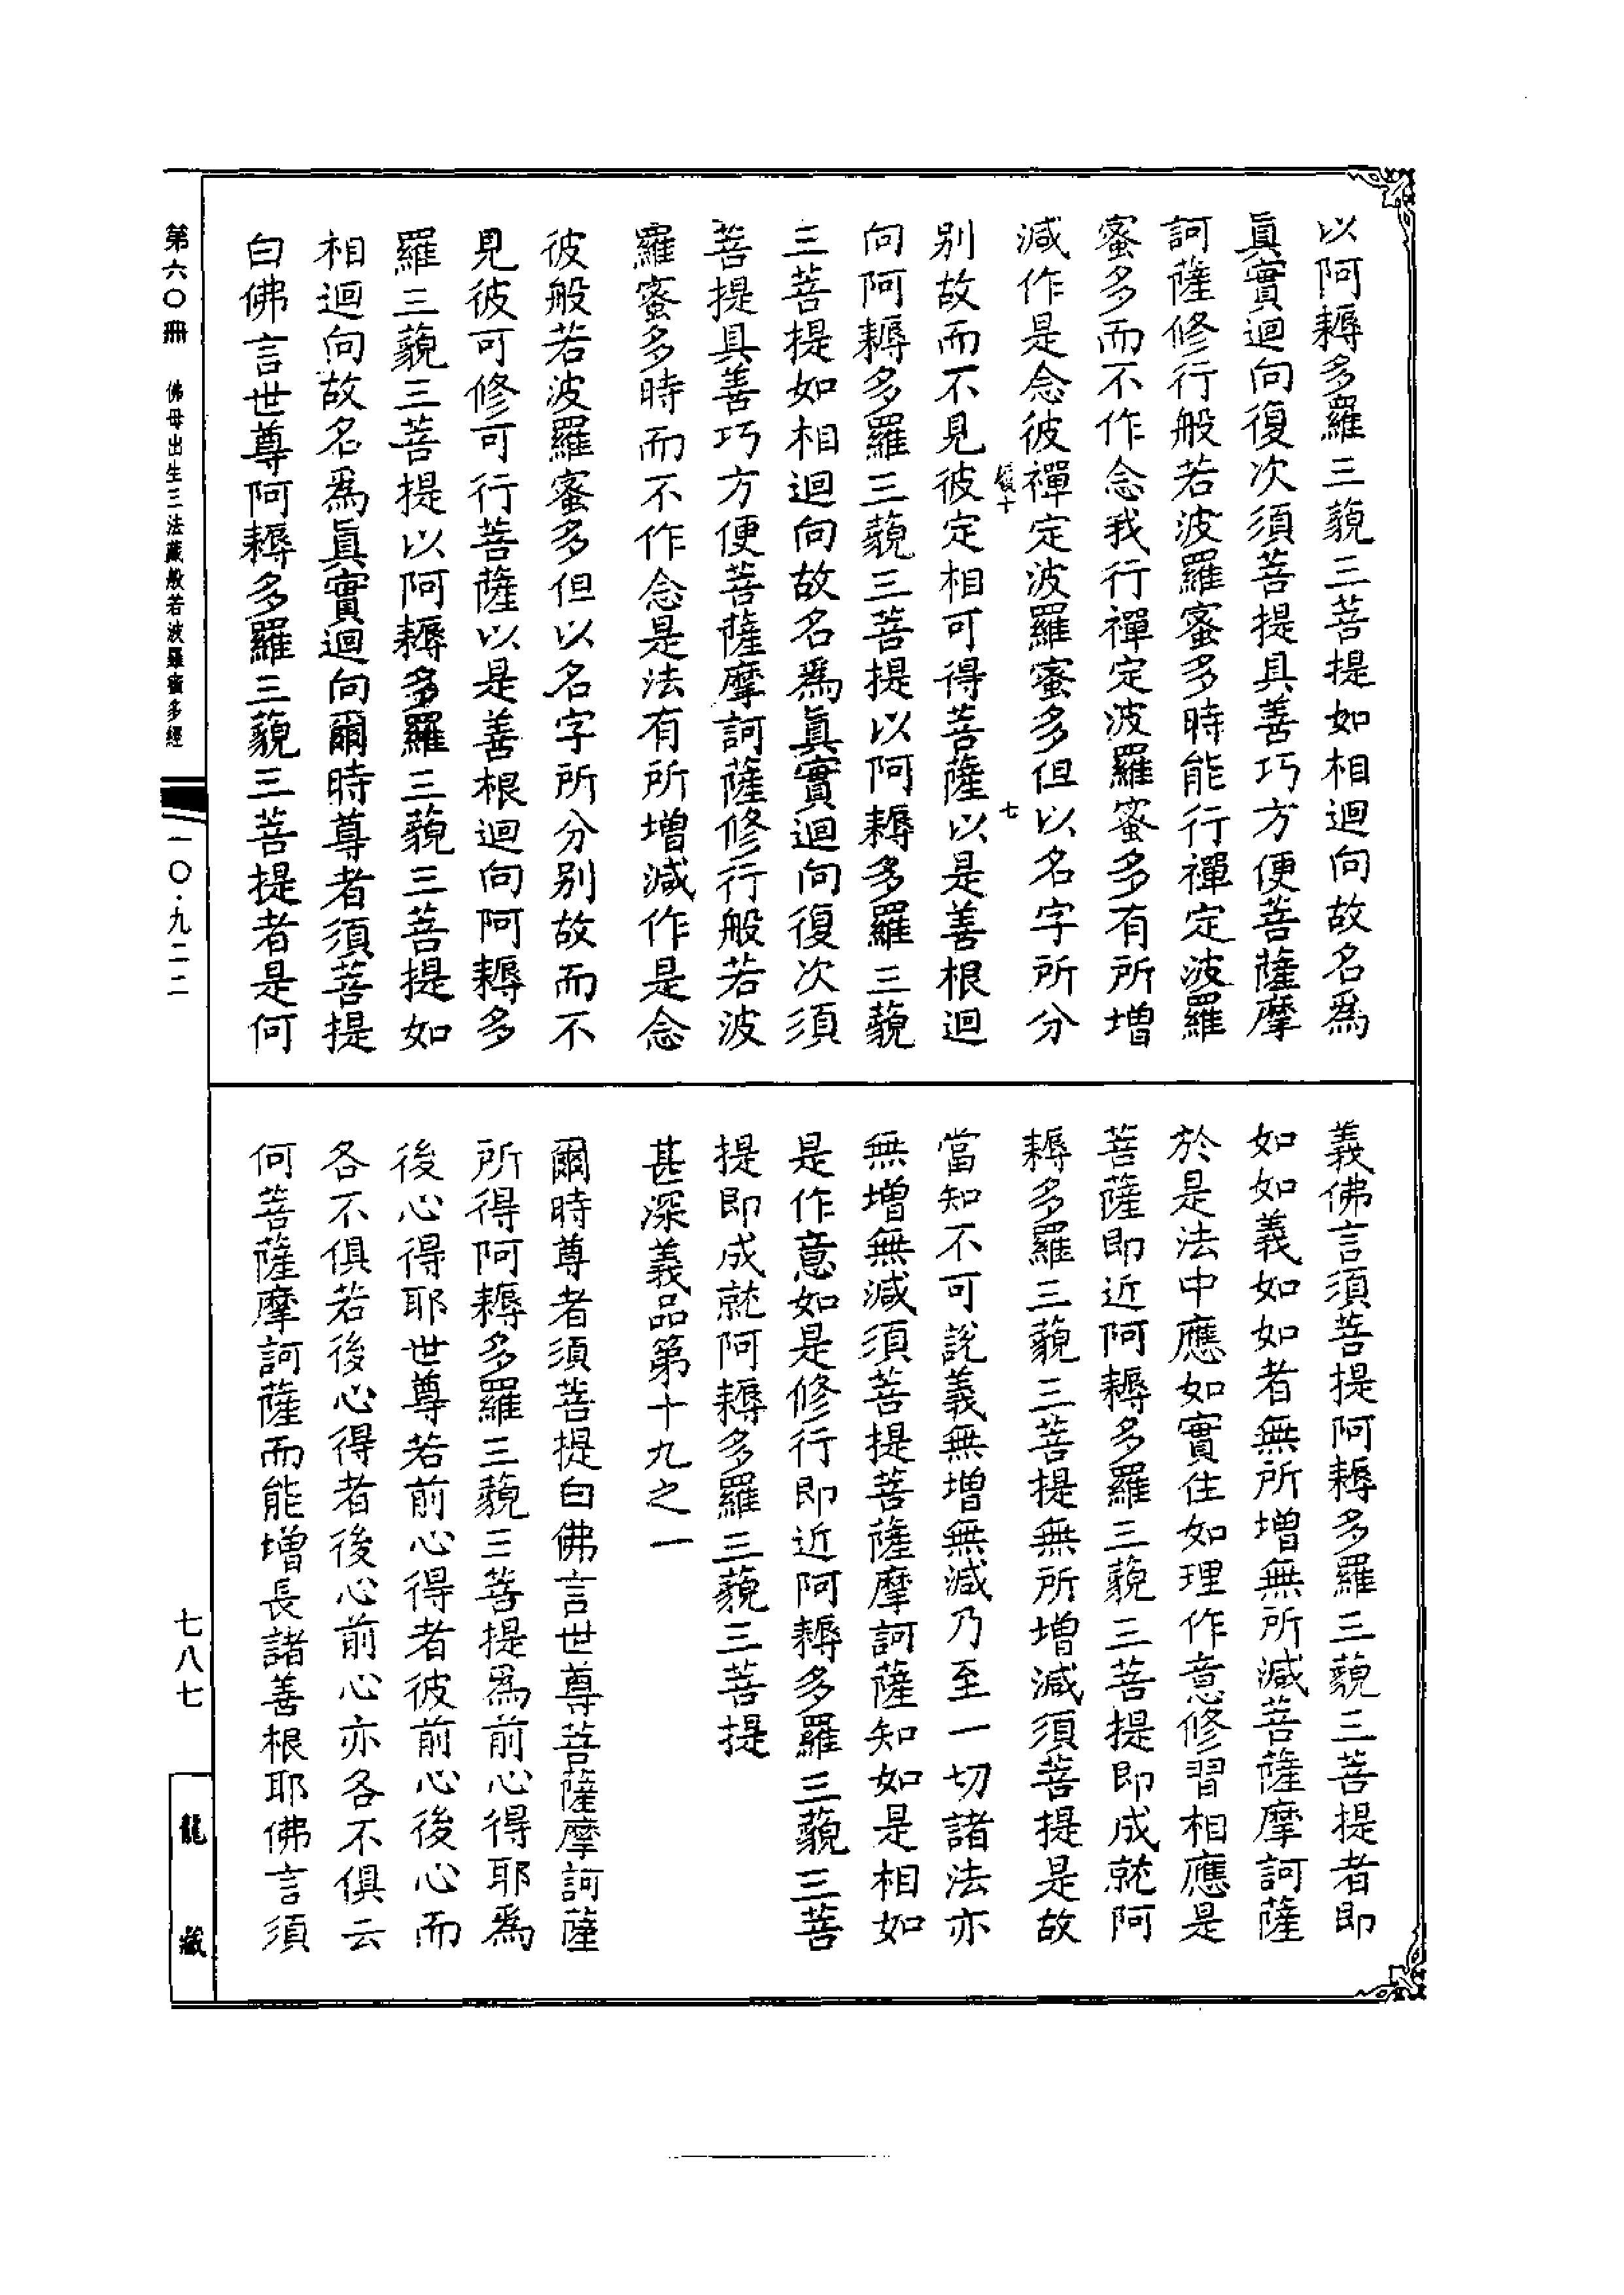 以阿耨多羅三藐三菩提如相迴向故名爲
眞實迴向復次須菩提具善巧方便菩薩摩
訶薩修行般若波羅蜜多時能行禪定波羅
蜜多而不作念我行禪定波羅蜜多有所增
減作是念彼禪定波羅蜜多但以名字所分
別故而不見彼定相可得菩薩以是善根迴
向阿耨多羅三藐三菩提以阿耨多羅三藐
三菩提如相迴向故名爲眞實迴向復次須
菩提具善巧方便菩薩摩訶薩修行般若波
羅蜜多時而不作念是法有所增減作是念
彼般若波羅蜜多但以名字所分別故而不
見彼可修可行菩薩以是善根迴向阿耨多
羅三藐三菩提以阿耨多羅三藐三菩提如
相迴向故名爲眞實迴向爾時尊者須菩提
白佛言世尊阿耨多羅三藐三菩提者是何
義佛言須菩提阿耨多羅三藐三菩提者即
如如義如如者無所增無所減菩薩摩訶薩
於是法中應如實住如理作意修習相應是
菩薩即近阿耨多羅三藐三菩提即成就阿
耨多羅三藐三菩提無所增減須菩提是故
當知不可說義無增無減乃至一切諸法亦
無增無減須菩提菩薩摩訶薩知如是相如
是作意如是修行即近阿耨多羅三藐三菩
提即成就阿耨多羅三藐三菩提
甚深義品第十九之一
爾時尊者須菩提白佛言世尊菩薩摩訶薩
所得阿耨多羅三藐三菩提爲前心得耶爲
後心得耶世尊若前心得者彼前心後心而
各不俱若後心得者後心前心亦各不俱云
何菩薩摩訶薩而能增長諸善根耶佛言須
第六〇冊 佛母出生三法藏般若波羅蜜多經
一〇·九二二
七八七
龍藏
七